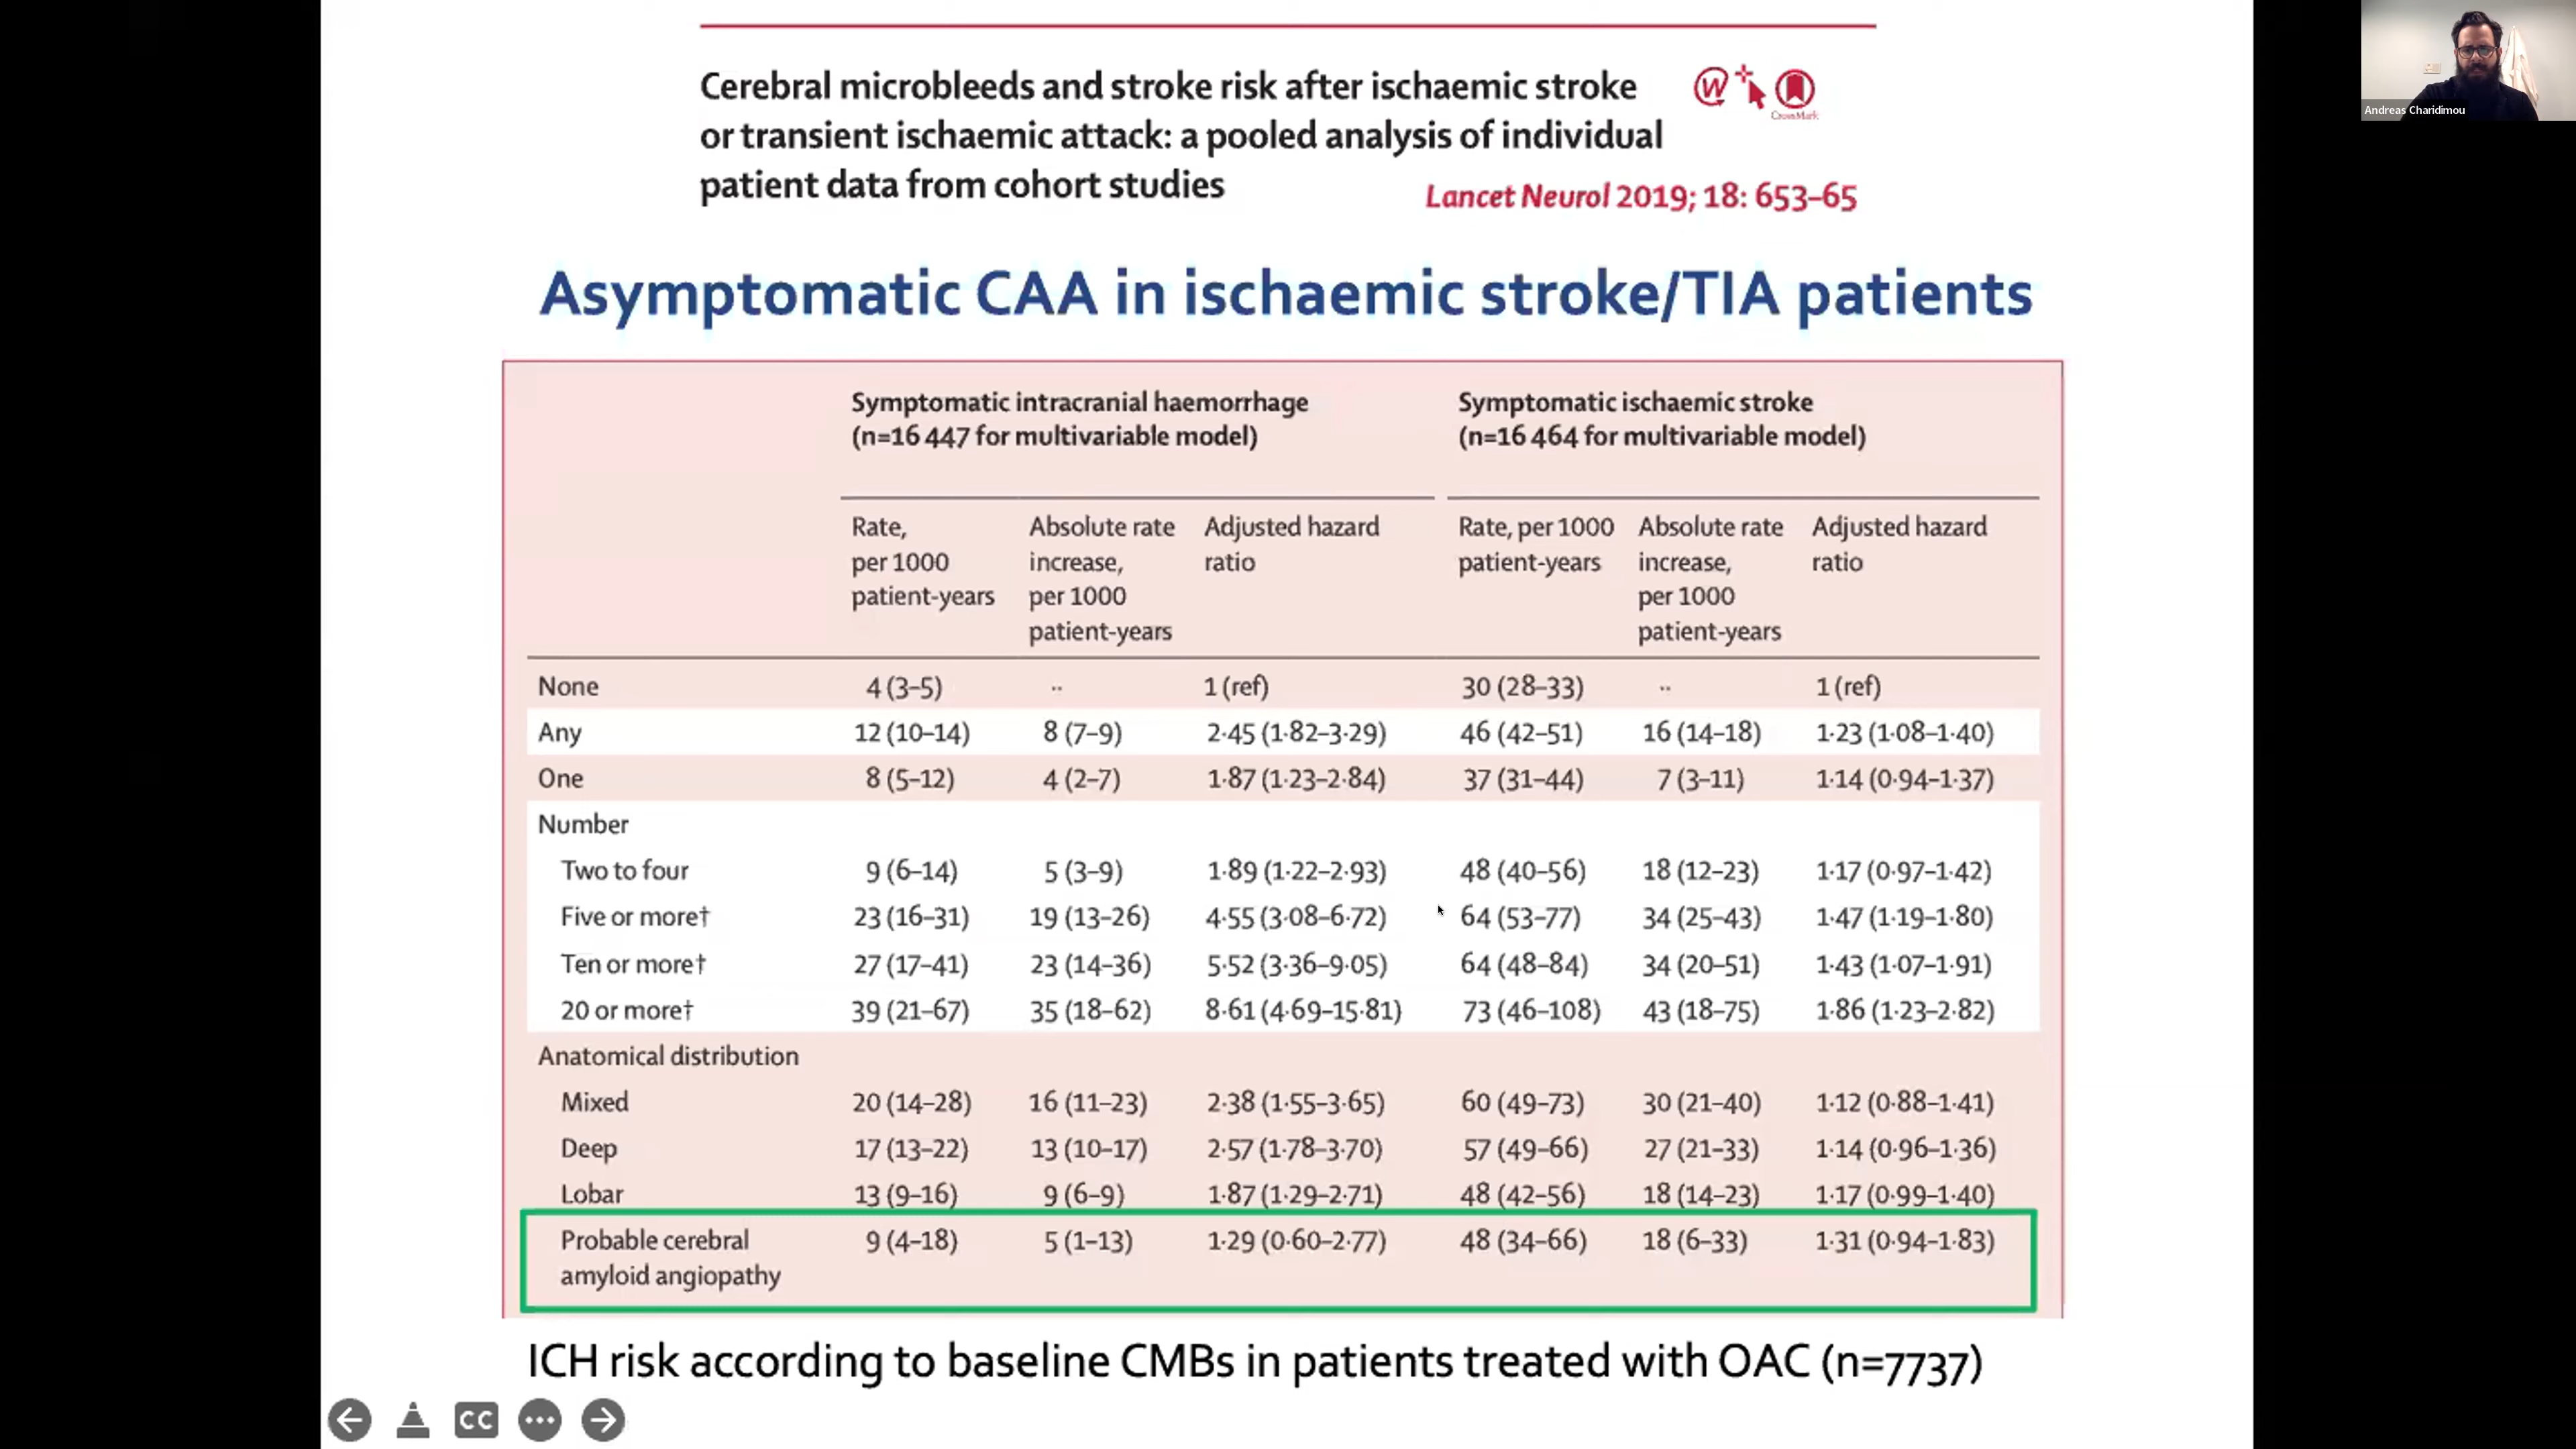 Cerebral microbleeds and stroke risk after ischaemic stroke
or transient ischaemic attack: a pooled analysis of individual
patient data from cohort studies
CrossMark
Lancet Neurol 2019; 18: 653–65
Andreas Charidimou
Asymptomatic CAA in ischaemic stroke/TIA patients
Symptomatic intracranial haemorrhage
(n=16 447 for multivariable model)
Symptomatic ischaemic stroke
(n=16 464 for multivariable model)
Rate,
per 1000
patient-years
Absolute rate
increase,
per 1000
patient-years
Adjusted hazard
ratio
Rate, per 1000
patient-years
Absolute rate
increase,
per 1000
patient-years
Adjusted hazard
ratio
None 4 (3–5) ·· 1 (ref) 30 (28–33) ·· 1 (ref)
Any 12 (10–14) 8 (7–9) 2·45 (1·82–3·29) 46 (42–51) 16 (14–18) 1·23 (1·08–1·40)
One 8 (5–12) 4 (2–7) 1·87 (1·23–2·84) 37 (31–44) 7 (3–11) 1·14 (0·94–1·37)
Number
Two to four 9 (6–14) 5 (3–9) 1·89 (1·22–2·93) 48 (40–56) 18 (12–23) 1·17 (0·97–1·42)
Five or more† 23 (16–31) 19 (13–26) 4·55 (3·08–6·72) 64 (53–77) 34 (25–43) 1·47 (1·19–1·80)
Ten or more† 27 (17–41) 23 (14–36) 5·52 (3·36–9·05) 64 (48–84) 34 (20–51) 1·43 (1·07–1·91)
20 or more† 39 (21–67) 35 (18–62) 8·61 (4·69–15·81) 73 (46–108) 43 (18–75) 1·86 (1·23–2·82)
Anatomical distribution
Mixed 20 (14–28) 16 (11–23) 2·38 (1·55–3·65) 60 (49–73) 30 (21–40) 1·12 (0·88–1·41)
Deep 17 (13–22) 13 (10–17) 2·57 (1·78–3·70) 57 (49–66) 27 (21–33) 1·14 (0·96–1·36)
Lobar 13 (9–16) 9 (6–9) 1·87 (1·29–2·71) 48 (42–56) 18 (14–23) 1·17 (0·99–1·40)
Probable cerebral 9 (4–18) 5 (1–13) 1·29 (0·60–2·77) 48 (34–66) 18 (6–33) 1·31 (0·94–1·83)
amyloid angiopathy
ICH risk according to baseline CMBs in patients treated with OAC (n=7737)
CC